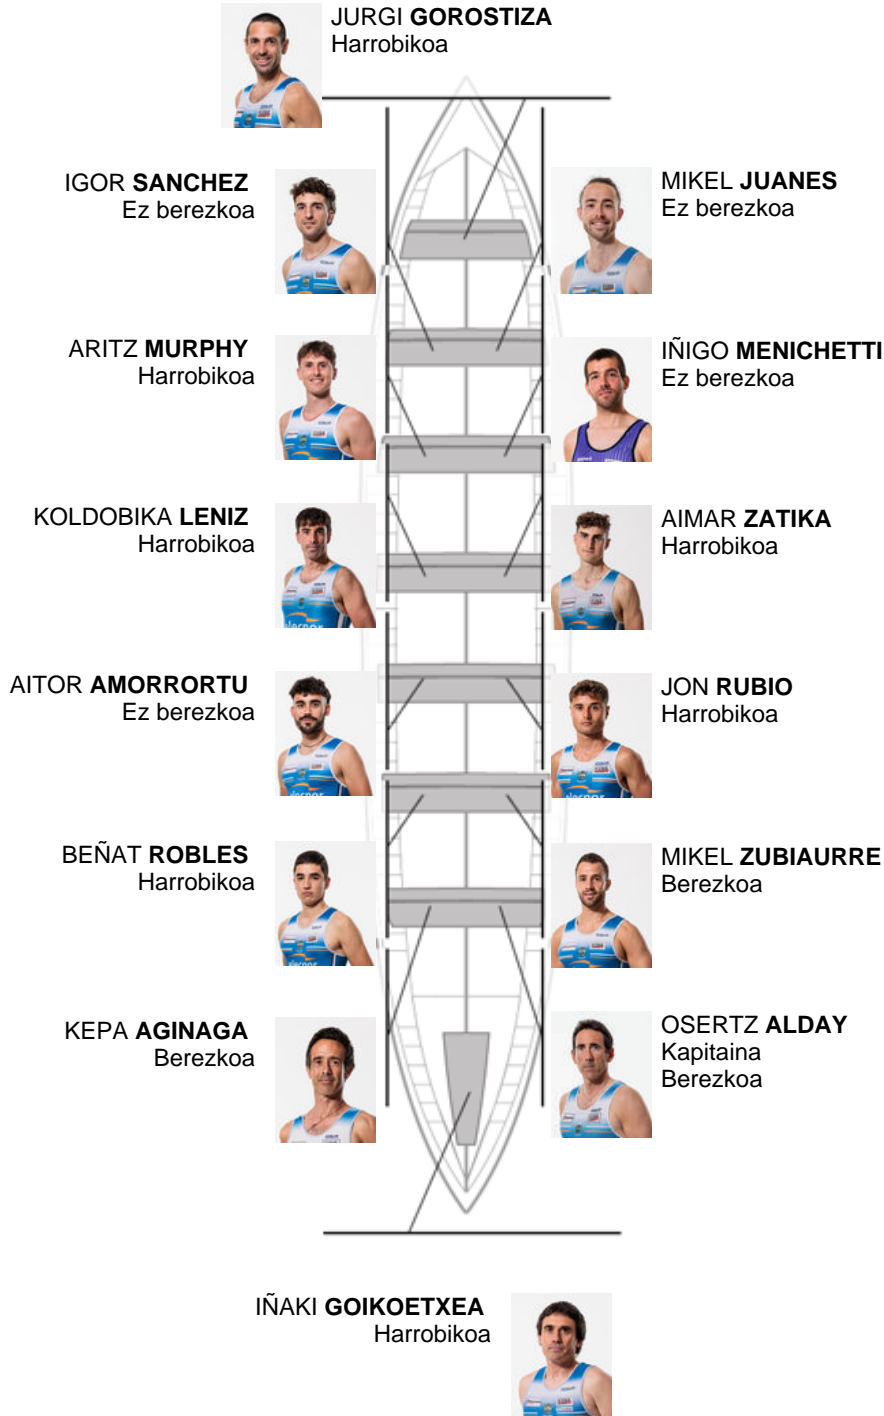 JURGI GOROSTIZA
Harrobikoa
IGOR SANCHEZ
Ez berezkoa
MIKEL JUANES
Ez berezkoa
ARITZ MURPHY
Harrobikoa
IÑIGO MENICHETTI
Ez berezkoa
KOLDOBIKA LENIZ
Harrobikoa
AIMAR ZATIKA
Harrobikoa
AITOR AMORRORTU
Ez berezkoa
JON RUBIO
Harrobikoa
BEÑAT ROBLES
Harrobikoa
MIKEL ZUBIAURRE
Berezkoa
KEPA AGINAGA
Berezkoa
OSERTZ ALDAY
Kapitaina
Berezkoa
IÑAKI GOIKOETXEA
Harrobikoa